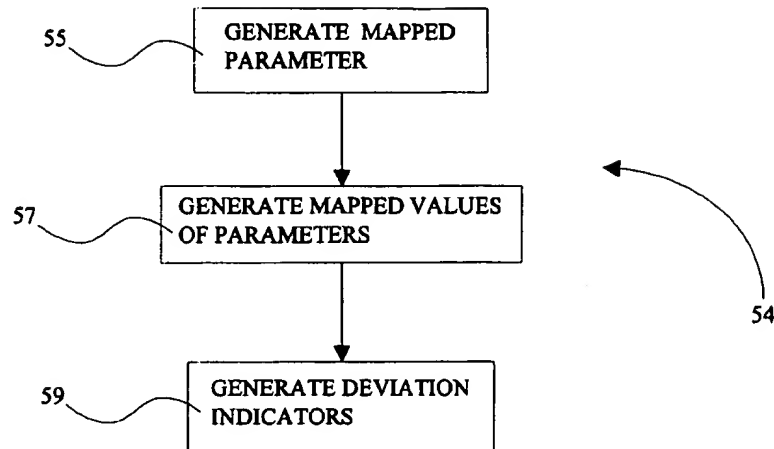 55
GENERATE MAPPED
PARAMETER
57
GENERATE MAPPED VALUES
OF PARAMETERS
54
59
GENERATE DEVIATION
INDICATORS